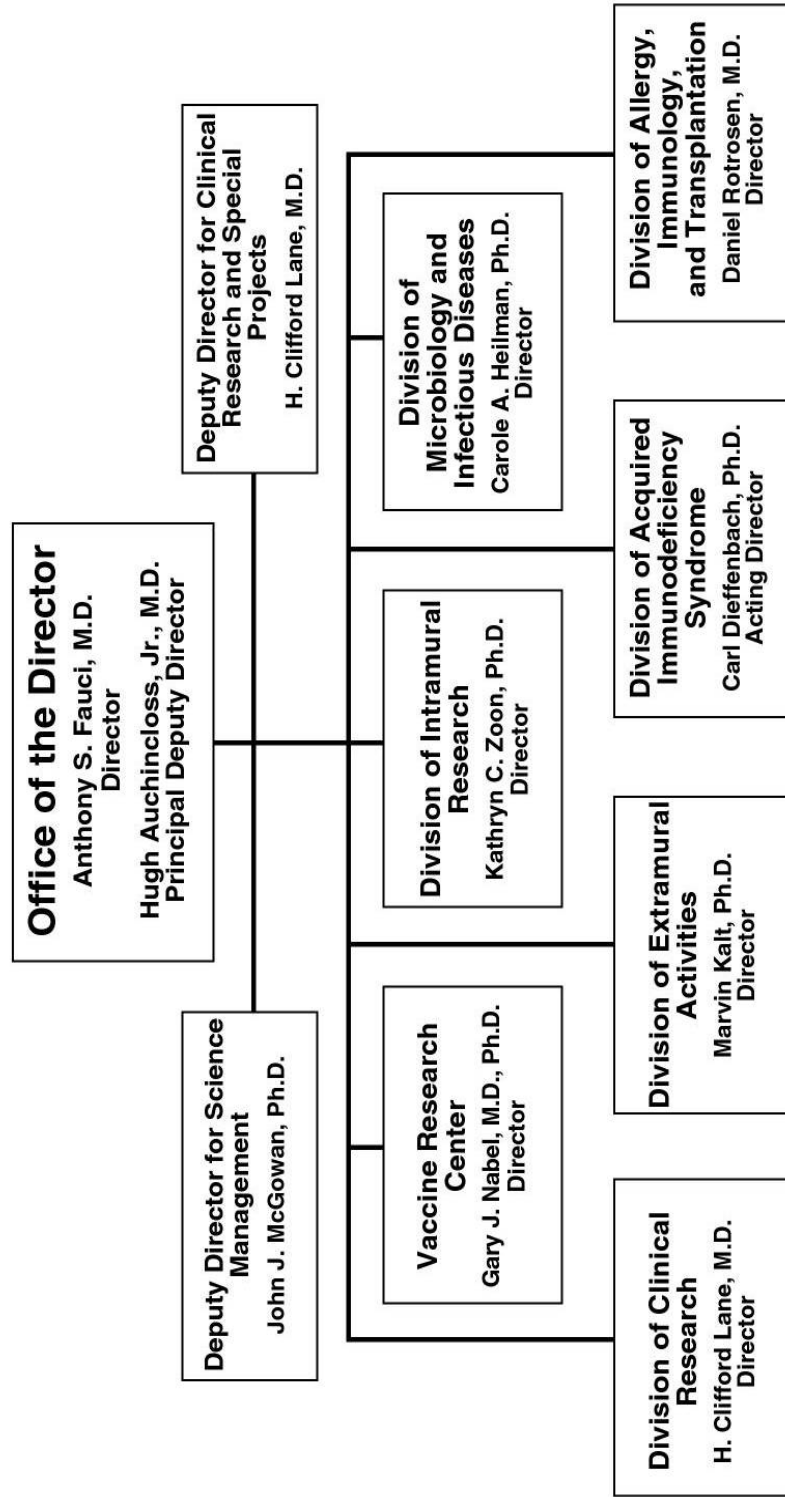 Office of the Director
Anthony S. Fauci, M.D.
Director
Hugh Auchincloss, Jr., M.D.
Principal Deputy Director
Deputy Director for Science
Management
John J. McGowan, Ph.D.
Deputy Director for Clinical
Research and Special
Projects
H. Clifford Lane, M.D.
Vaccine Research
Center
Gary J. Nabel, M.D., Ph.D.
Director
Division of Intramural
Research
Kathryn C. Zoon, Ph.D.
Director
Division of
Microbiology and
Infectious Diseases
Carole A. Heilman, Ph.D.
Director
Division of Clinical
Research
H. Clifford Lane, M.D.
Director
Division of Extramural
Activities
Marvin Kalt, Ph.D.
Director
Division of Acquired
Immunodeficiency
Syndrome
Carl Dieffenbach, Ph.D.
Acting Director
Division of Allergy,
Immunology,
and Transplantation
Daniel Rotrosen, M.D.
Director